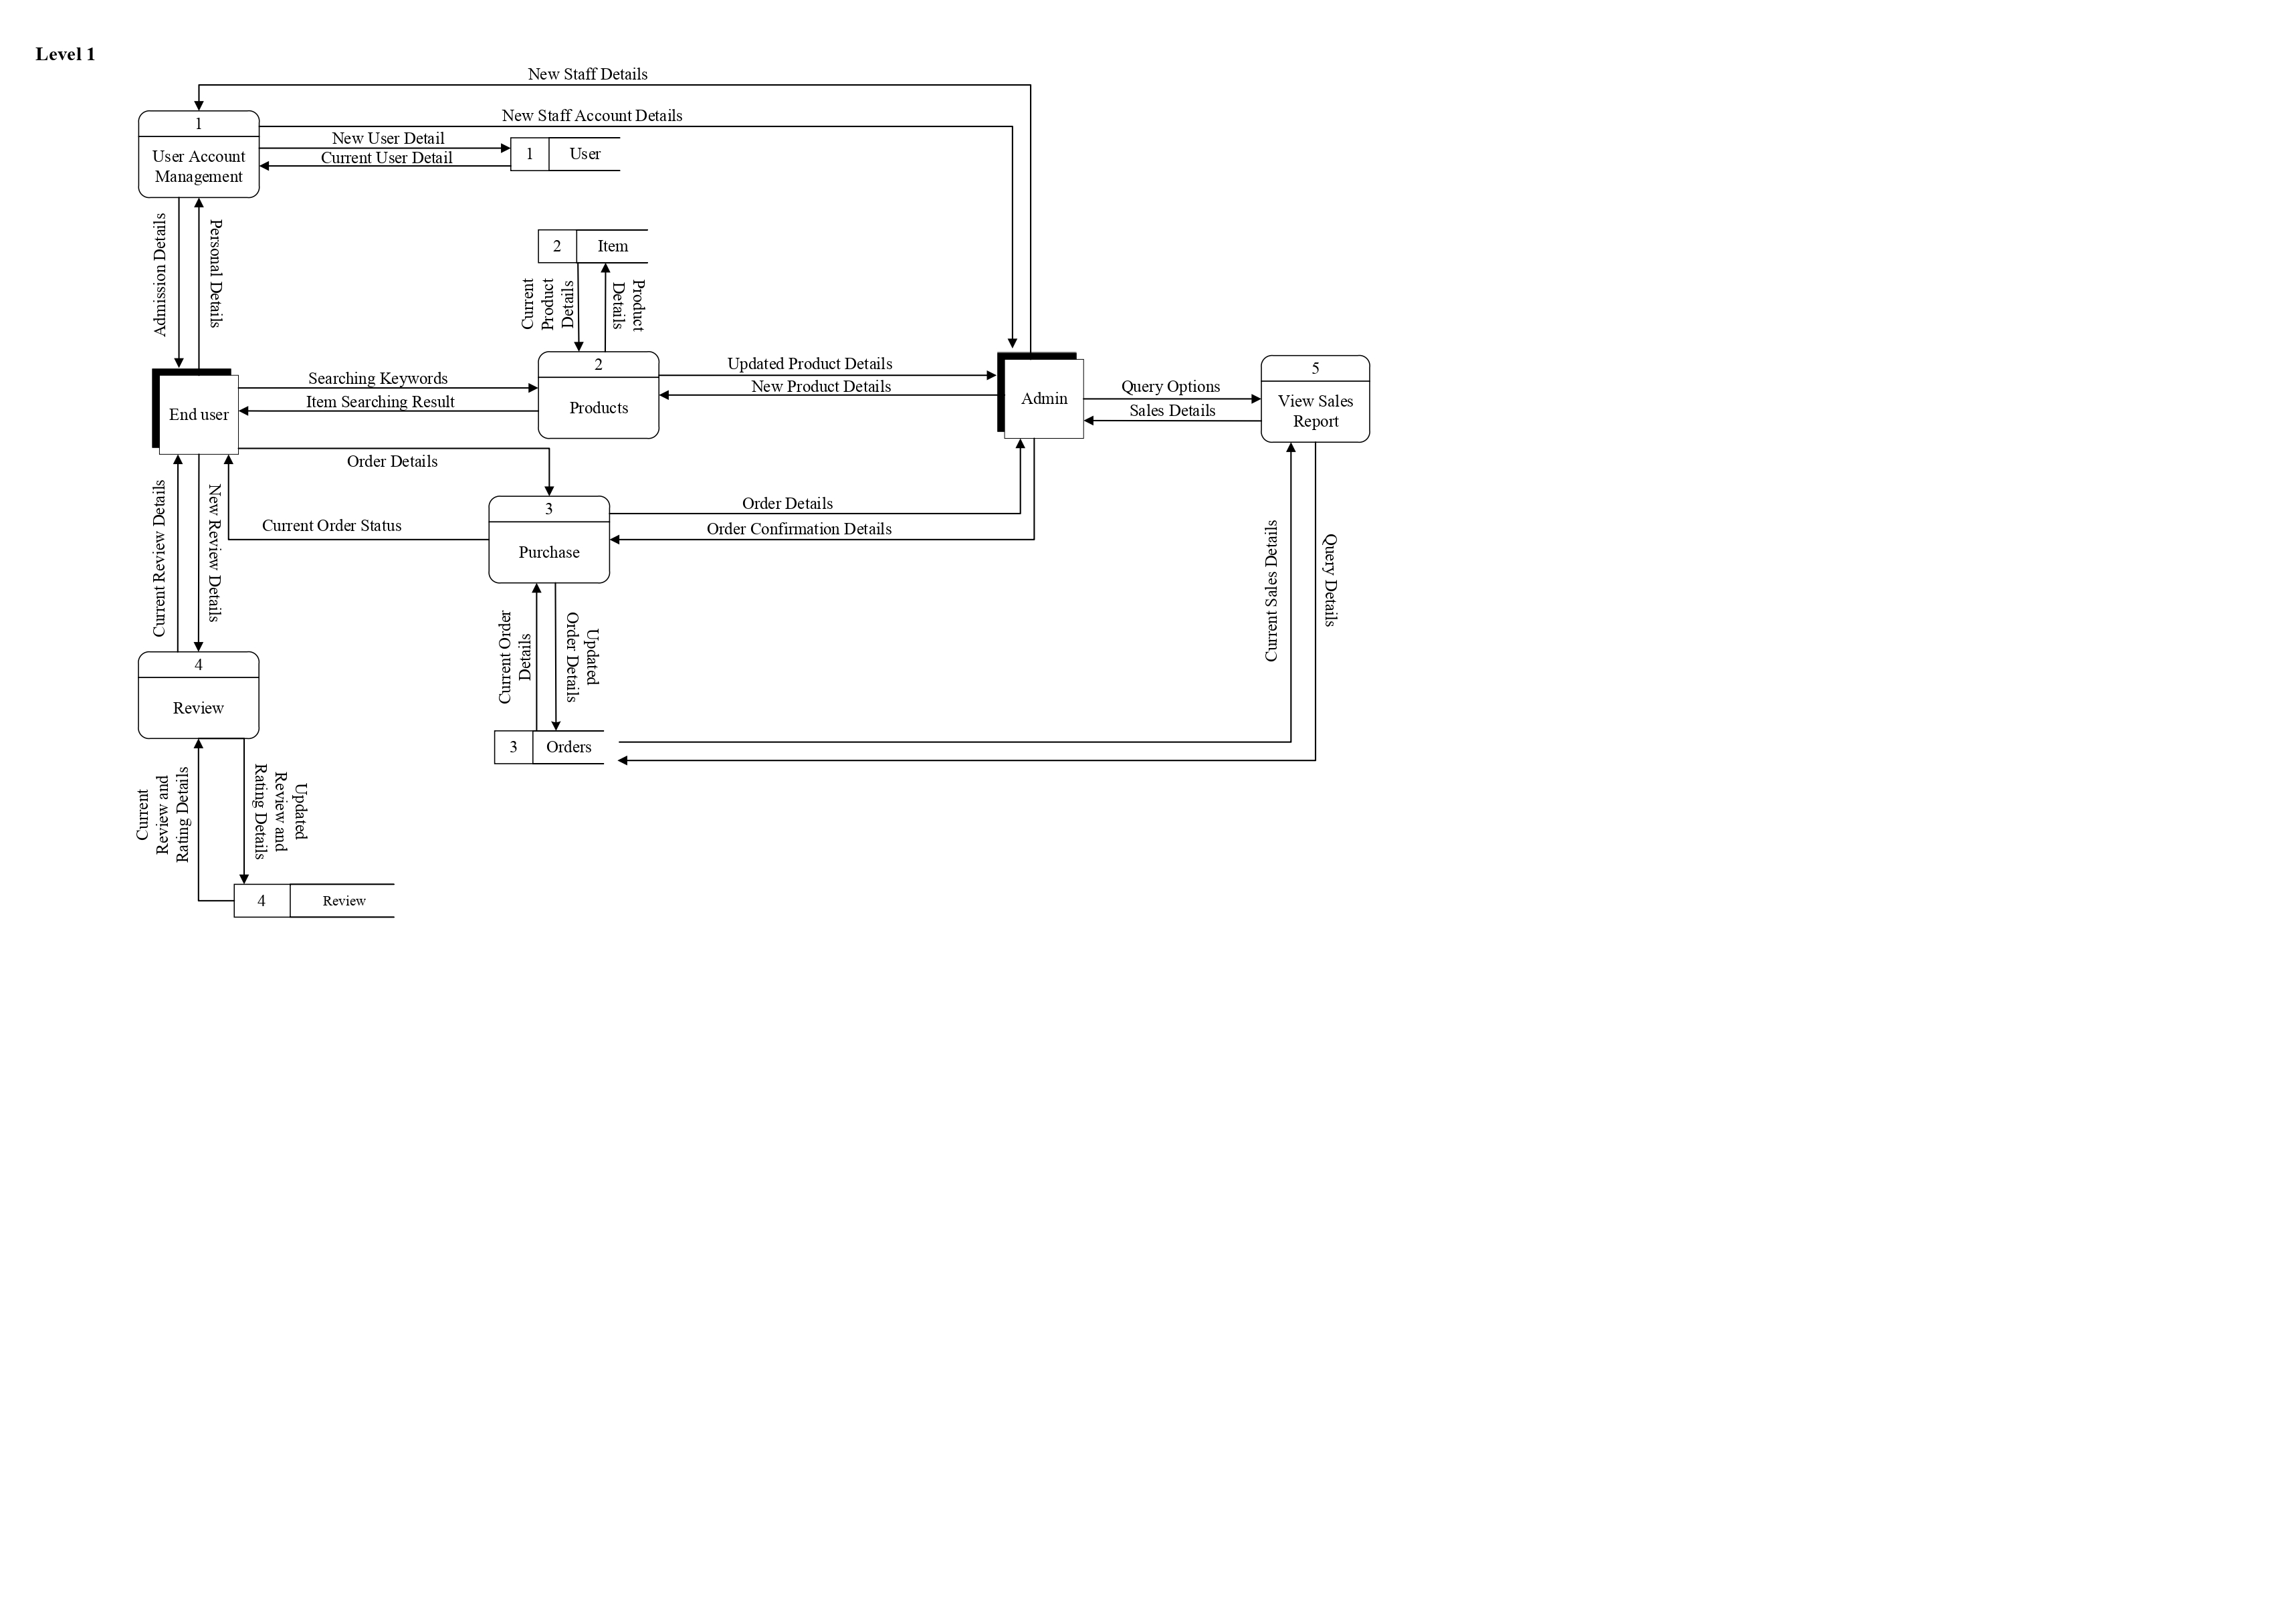 Level 1
New Staff Details
New Staff Account Details
1
User Account
Management
New User Detail
Current User Detail
1
User
Admission Details
Personal Details
2
Item
Current
Product
Details
Product
Details
End user
Searching Keywords
Item Searching Result
2
Products
Updated Product Details
New Product Details
Admin
Query Options
Sales Details
5
View Sales
Report
Order Details
Current Order Status
3
Purchase
Order Details
Order Confirmation Details
Current Review Details
New Review Details
Current Sales Details
Query Details
Current Order
Details
Updated
Order Details
4
Review
3
Orders
Current
Review and
Rating Details
Updated
Review and
Rating Details
4
Review